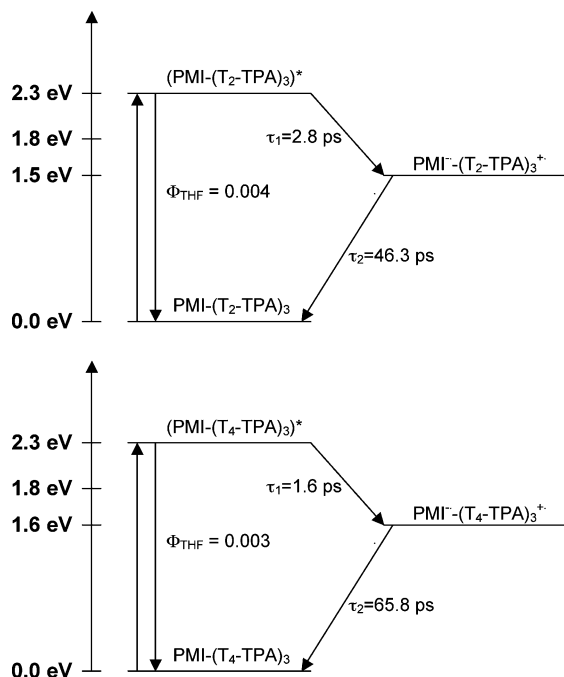 (PMI-(T₂-TPA)₃)*
2.3 eV
τ₁=2.8 ps
1.8 eV
1.5 eV
PMI⁻·-(T₂-TPA)₃⁺·
Φ_THF = 0.004
τ₂=46.3 ps
PMI-(T₂-TPA)₃
0.0 eV
(PMI-(T₄-TPA)₃)*
2.3 eV
τ₁=1.6 ps
1.8 eV
1.6 eV
PMI⁻·-(T₄-TPA)₃⁺·
Φ_THF = 0.003
τ₂=65.8 ps
PMI-(T₄-TPA)₃
0.0 eV